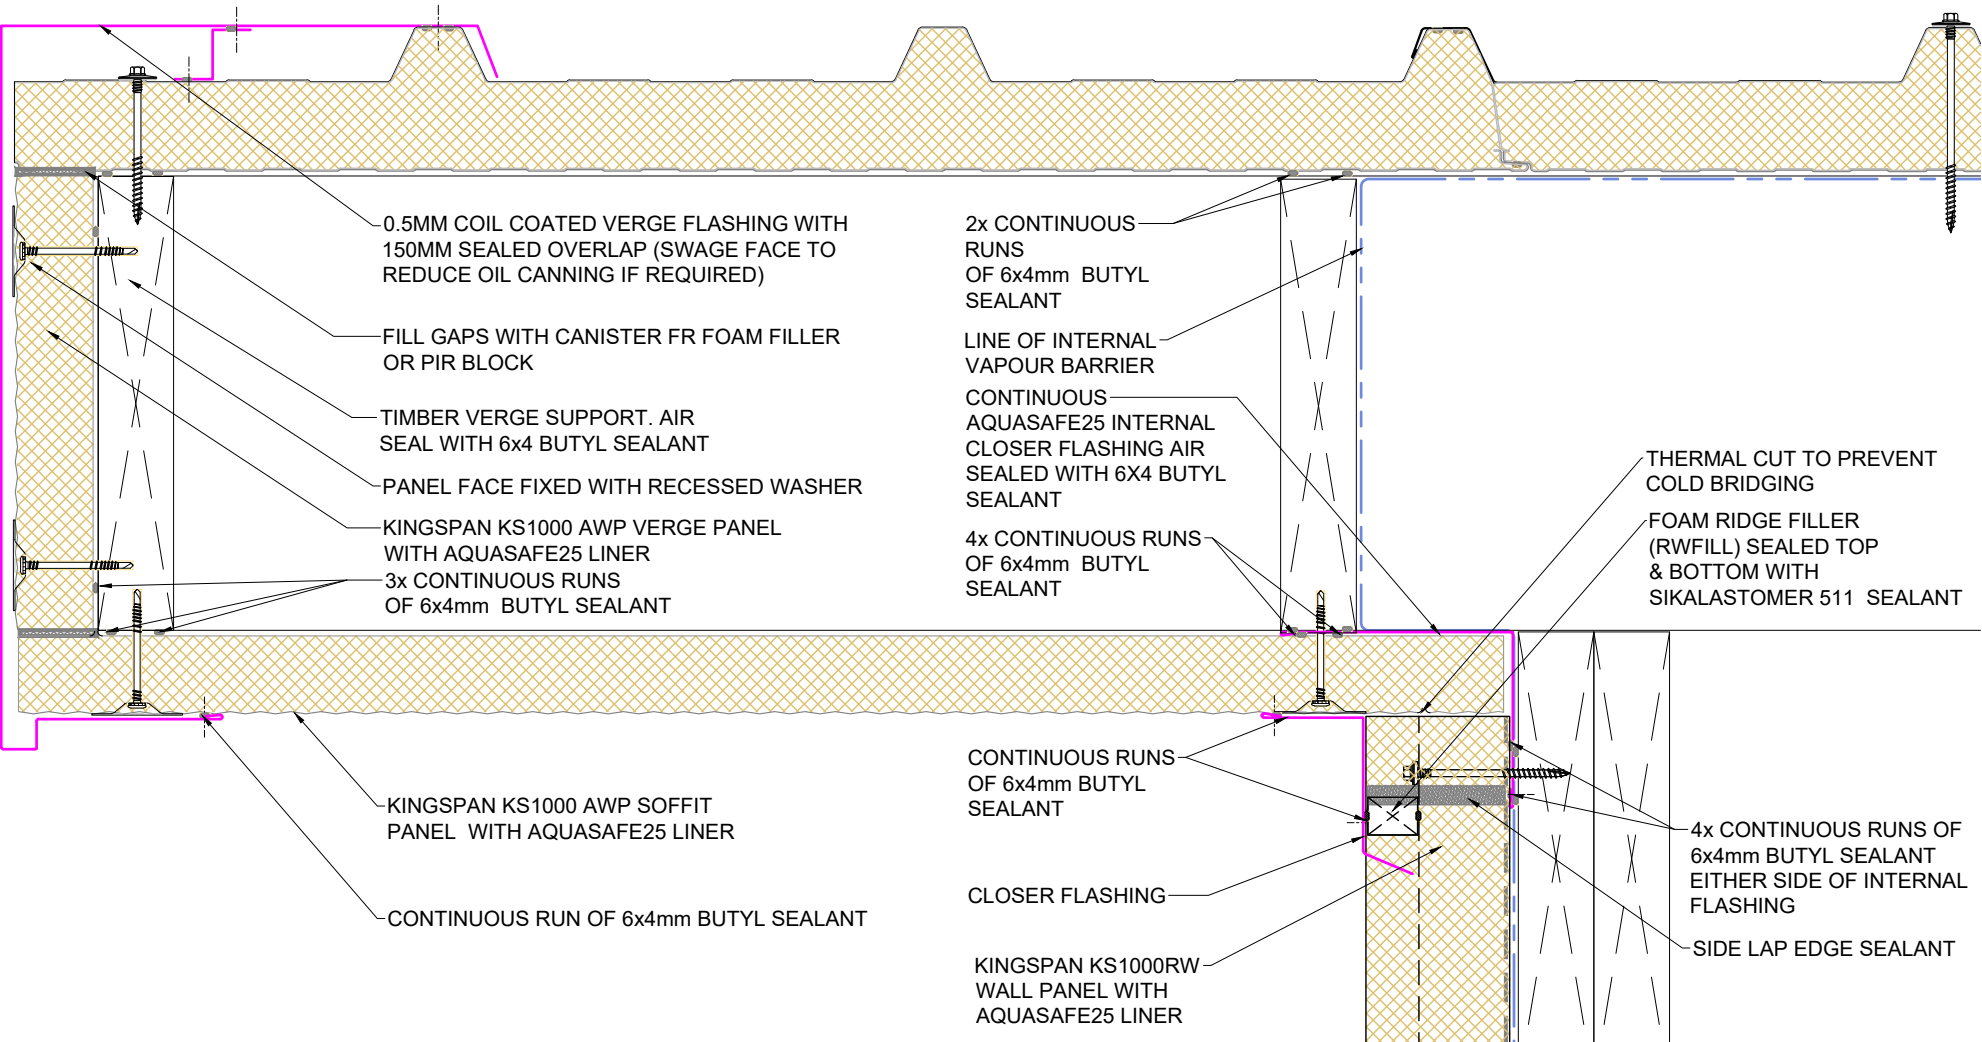 0.5MM COIL COATED VERGE FLASHING WITH
150MM SEALED OVERLAP (SWAGE FACE TO
REDUCE OIL CANNING IF REQUIRED)
FILL GAPS WITH CANISTER FR FOAM FILLER
OR PIR BLOCK
TIMBER VERGE SUPPORT. AIR
SEAL WITH 6x4 BUTYL SEALANT
PANEL FACE FIXED WITH RECESSED WASHER
KINGSPAN KS1000 AWP VERGE PANEL
WITH AQUASAFE25 LINER
3x CONTINUOUS RUNS
OF 6x4mm BUTYL SEALANT
KINGSPAN KS1000 AWP SOFFIT
PANEL WITH AQUASAFE25 LINER
CONTINUOUS RUN OF 6x4mm BUTYL SEALANT
2x CONTINUOUS
RUNS
OF 6x4mm BUTYL
SEALANT
LINE OF INTERNAL
VAPOUR BARRIER
CONTINUOUS
AQUASAFE25 INTERNAL
CLOSER FLASHING AIR
SEALED WITH 6X4 BUTYL
SEALANT
4x CONTINUOUS RUNS
OF 6x4mm BUTYL
SEALANT
CONTINUOUS RUNS
OF 6x4mm BUTYL
SEALANT
CLOSER FLASHING
KINGSPAN KS1000RW
WALL PANEL WITH
AQUASAFE25 LINER
THERMAL CUT TO PREVENT
COLD BRIDGING
FOAM RIDGE FILLER
(RWFILL) SEALED TOP
& BOTTOM WITH
SIKALASTOMER 511 SEALANT
4x CONTINUOUS RUNS OF
6x4mm BUTYL SEALANT
EITHER SIDE OF INTERNAL
FLASHING
SIDE LAP EDGE SEALANT